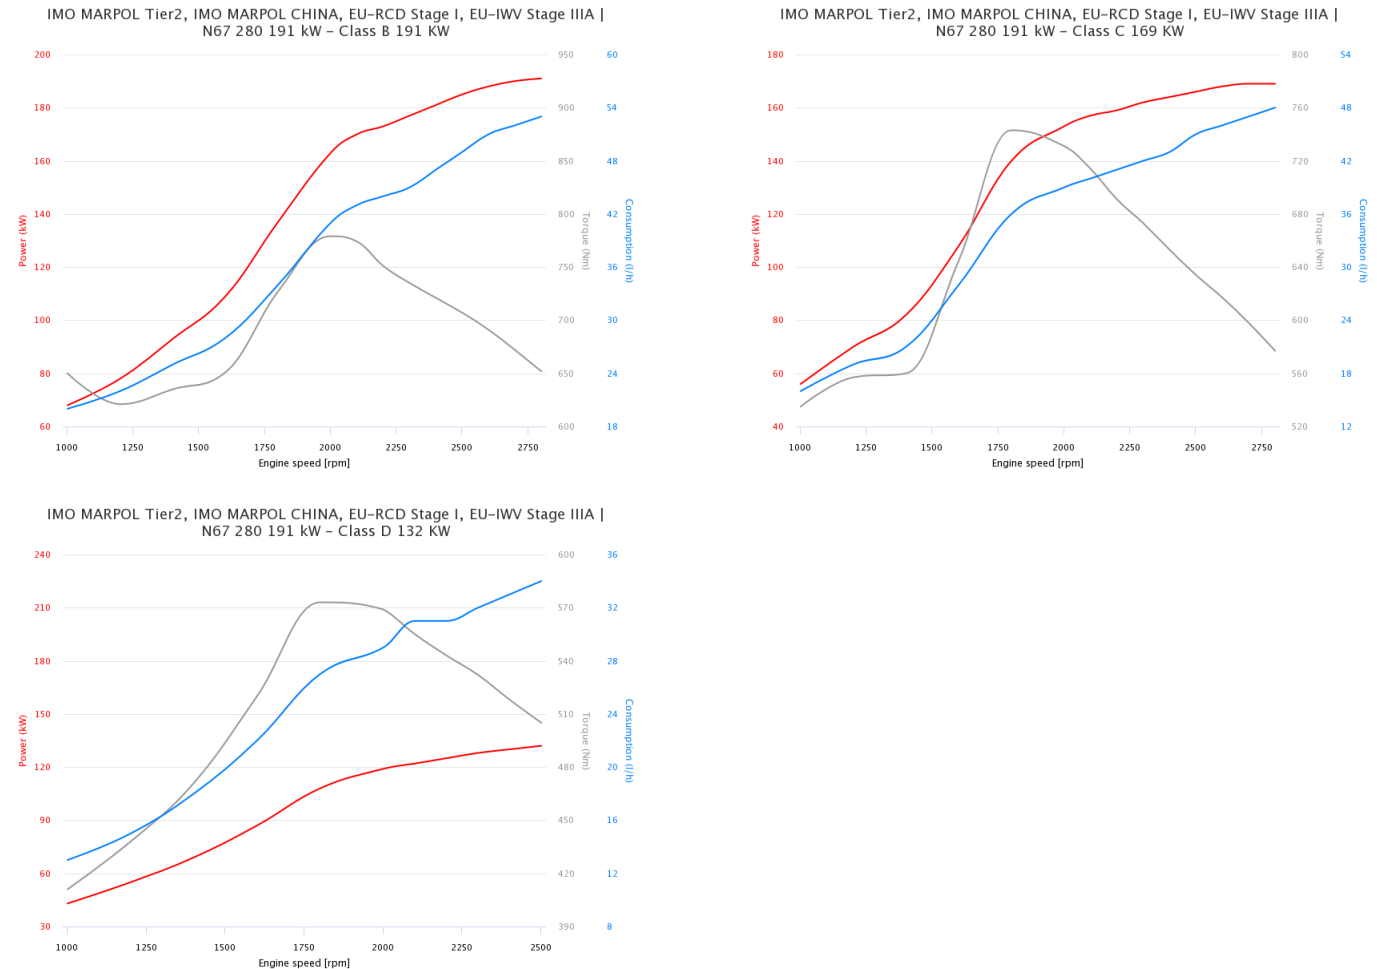 IMO MARPOL Tier2, IMO MARPOL CHINA, EU-RCD Stage I, EU-IWV Stage IIIA |
N67 280 191 kW – Class B 191 KW
200 950 60
180 900 54
160 850 48
140 800 42
120 750 36
100 700 30
80 650 24
60 600 18
Power (kW)
Torque (Nm)
Consumption (l/h)
1000 1250 1500 1750 2000 2250 2500 2750
Engine speed [rpm]
IMO MARPOL Tier2, IMO MARPOL CHINA, EU-RCD Stage I, EU-IWV Stage IIIA |
N67 280 191 kW – Class C 169 KW
180 800 54
160 760 48
140 720 42
120 680 36
100 640 30
80 600 24
60 560 18
40 520 12
Power (kW)
Torque (Nm)
Consumption (l/h)
1000 1250 1500 1750 2000 2250 2500 2750
Engine speed [rpm]
IMO MARPOL Tier2, IMO MARPOL CHINA, EU-RCD Stage I, EU-IWV Stage IIIA |
N67 280 191 kW – Class D 132 KW
240 600 36
210 570 32
180 540 28
150 510 24
120 480 20
90 450 16
60 420 12
30 390 8
Power (kW)
Torque (Nm)
Consumption (l/h)
1000 1250 1500 1750 2000 2250 2500
Engine speed [rpm]